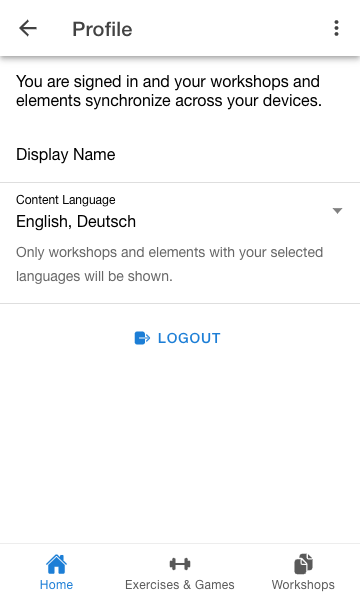 Profile
You are signed in and your workshops and
elements synchronize across your devices.
Display Name
Content Language
English, Deutsch
Only workshops and elements with your selected
languages will be shown.
LOGOUT
Home
Exercises & Games
Workshops